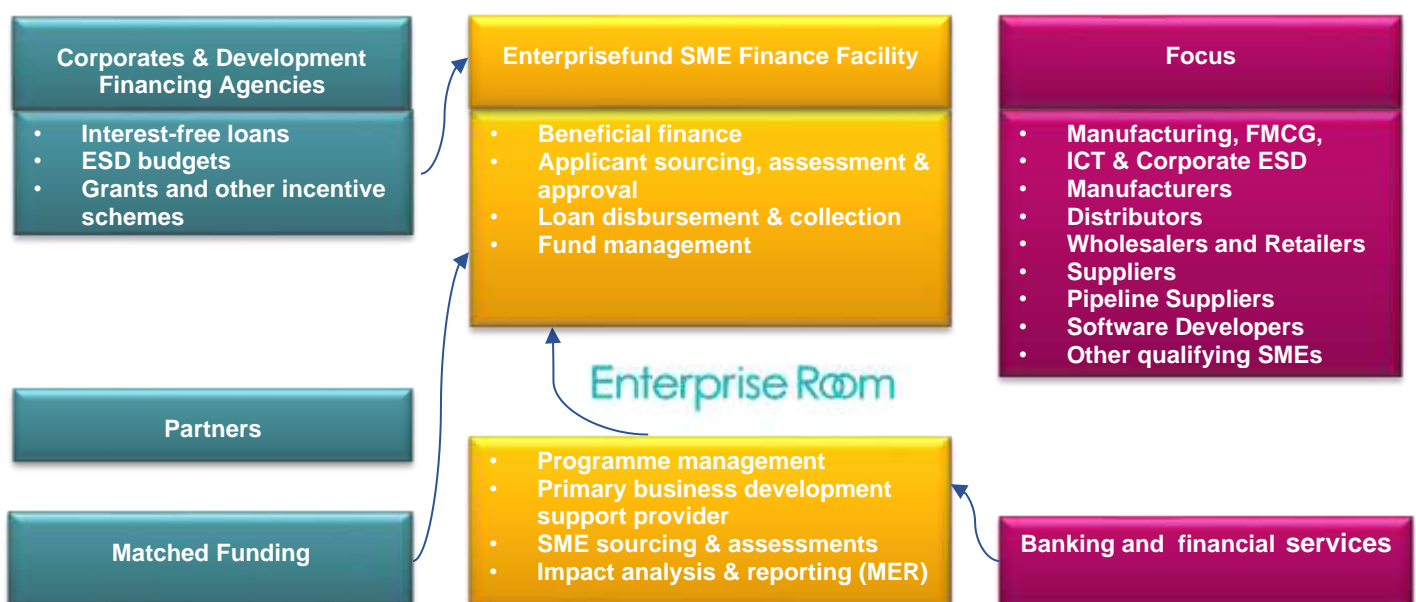 Corporates & Development
Financing Agencies
• Interest-free loans
• ESD budgets
• Grants and other incentive
schemes
Enterprisefund SME Finance Facility
• Beneficial finance
• Applicant sourcing, assessment &
approval
• Loan disbursement & collection
• Fund management
Focus
• Manufacturing, FMCG,
• ICT & Corporate ESD
• Manufacturers
• Distributors
• Wholesalers and Retailers
• Suppliers
• Pipeline Suppliers
• Software Developers
• Other qualifying SMEs
Enterprise Room
Partners
Matched Funding
• Programme management
• Primary business development
support provider
• SME sourcing & assessments
• Impact analysis & reporting (MER)
Banking and financial services